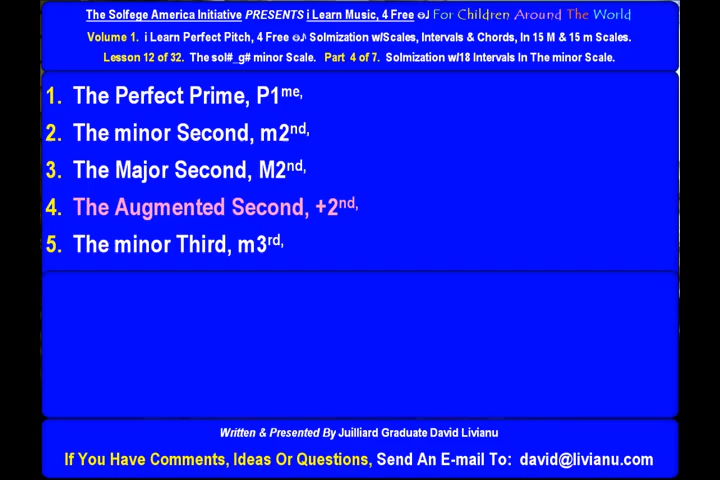 The Solfege America Initiative PRESENTS i Learn Music, 4 Free For Children Around The World
Volume 1. i Learn Perfect Pitch, 4 Free Solmization w/Scales, Intervals & Chords, In 15 M & 15 m Scales.
Lesson 12 of 32. The sol#_g# minor Scale. Part 4 of 7. Solmization w/18 Intervals In The minor Scale.
1. The Perfect Prime, P1me,
2. The minor Second, m2nd,
3. The Major Second, M2nd,
4. The Augmented Second, +2nd,
5. The minor Third, m3rd,
Written & Presented By Juilliard Graduate David Livianu
If You Have Comments, Ideas Or Questions, Send An E-mail To: david@livianu.com